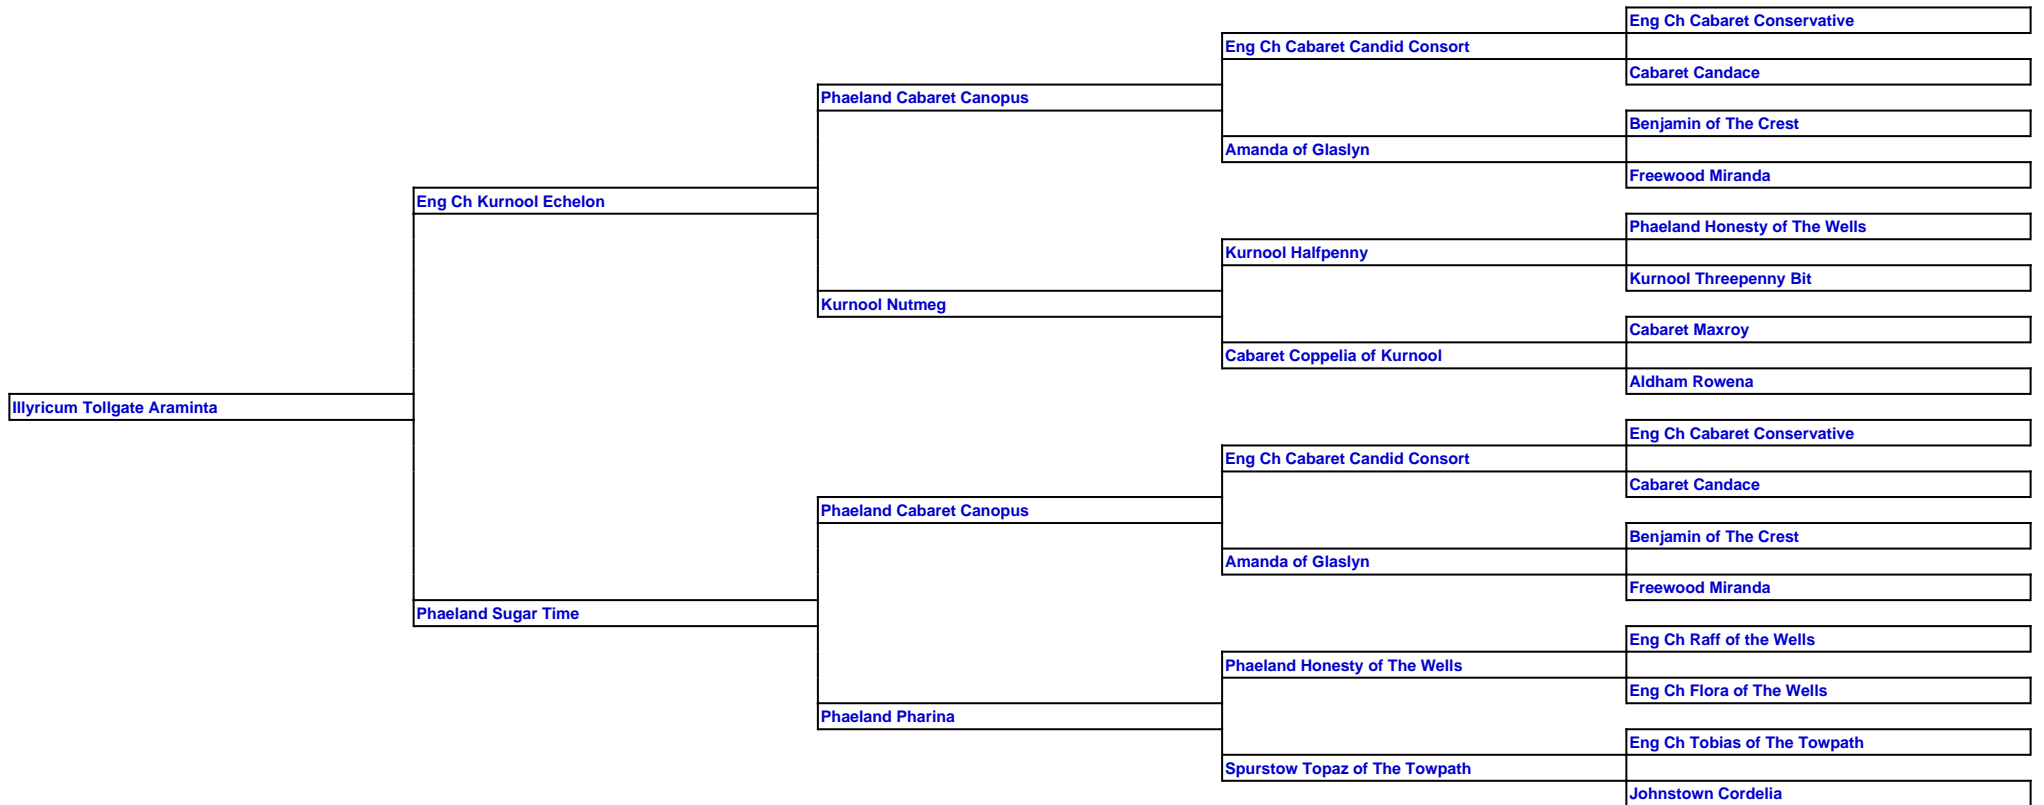 Eng Ch Cabaret Conservative
Eng Ch Cabaret Candid Consort
Cabaret Candace
Phaeland Cabaret Canopus
Benjamin of The Crest
Amanda of Glaslyn
Freewood Miranda
Eng Ch Kurnool Echelon
Phaeland Honesty of The Wells
Kurnool Halfpenny
Kurnool Threepenny Bit
Kurnool Nutmeg
Cabaret Maxroy
Cabaret Coppelia of Kurnool
Aldham Rowena
Illyricum Tollgate Araminta
Eng Ch Cabaret Conservative
Eng Ch Cabaret Candid Consort
Cabaret Candace
Phaeland Cabaret Canopus
Benjamin of The Crest
Amanda of Glaslyn
Freewood Miranda
Phaeland Sugar Time
Eng Ch Raff of the Wells
Phaeland Honesty of The Wells
Eng Ch Flora of The Wells
Phaeland Pharina
Eng Ch Tobias of The Towpath
Spurstow Topaz of The Towpath
Johnstown Cordelia